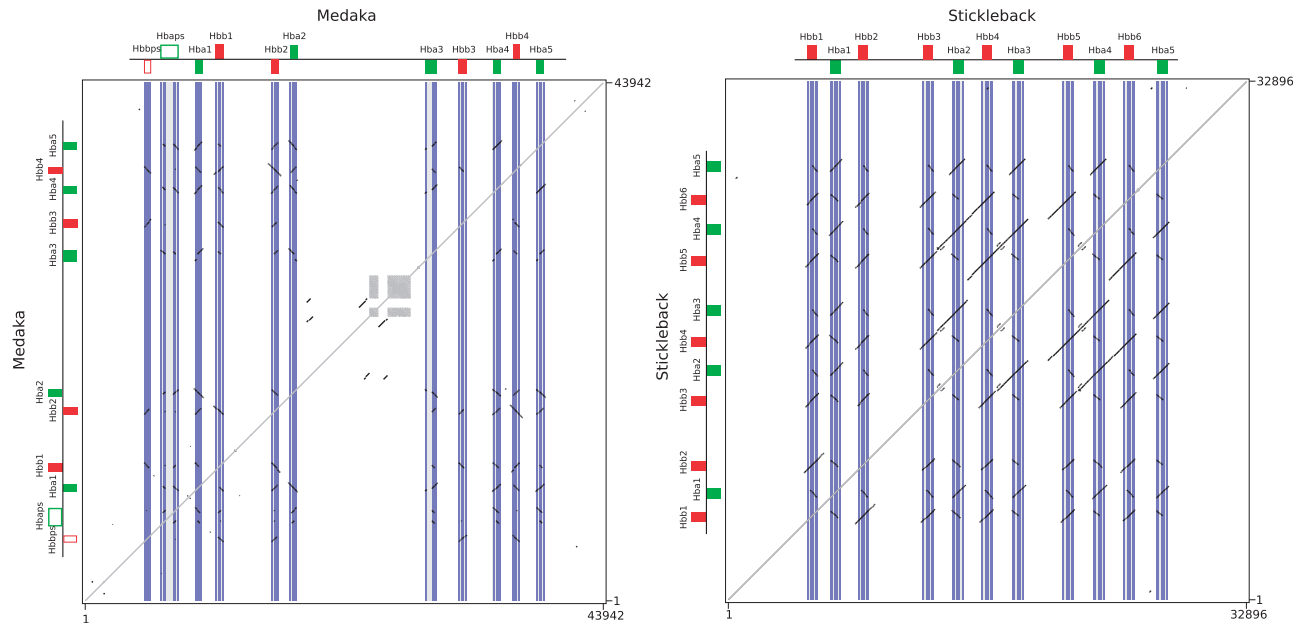 Medaka
Hbbps Hbaps Hba1 Hbb1 Hbb2 Hba2 Hba3 Hbb3 Hba4 Hbb4 Hba5
43942
Medaka
Hba5
Hbb4
Hba4
Hbb3
Hba3
Hba2
Hbb2
Hbb1
Hba1
Hbaps
Hbbps
1
1
43942
Stickleback
Hbb1 Hba1 Hbb2 Hbb3 Hba2 Hbb4 Hba3 Hbb5 Hba4 Hbb6 Hba5
32896
Stickleback
Hba5
Hbb6
Hba4
Hbb5
Hba3
Hbb4
Hba2
Hbb3
Hbb2
Hba1
Hbb1
1
1
32896